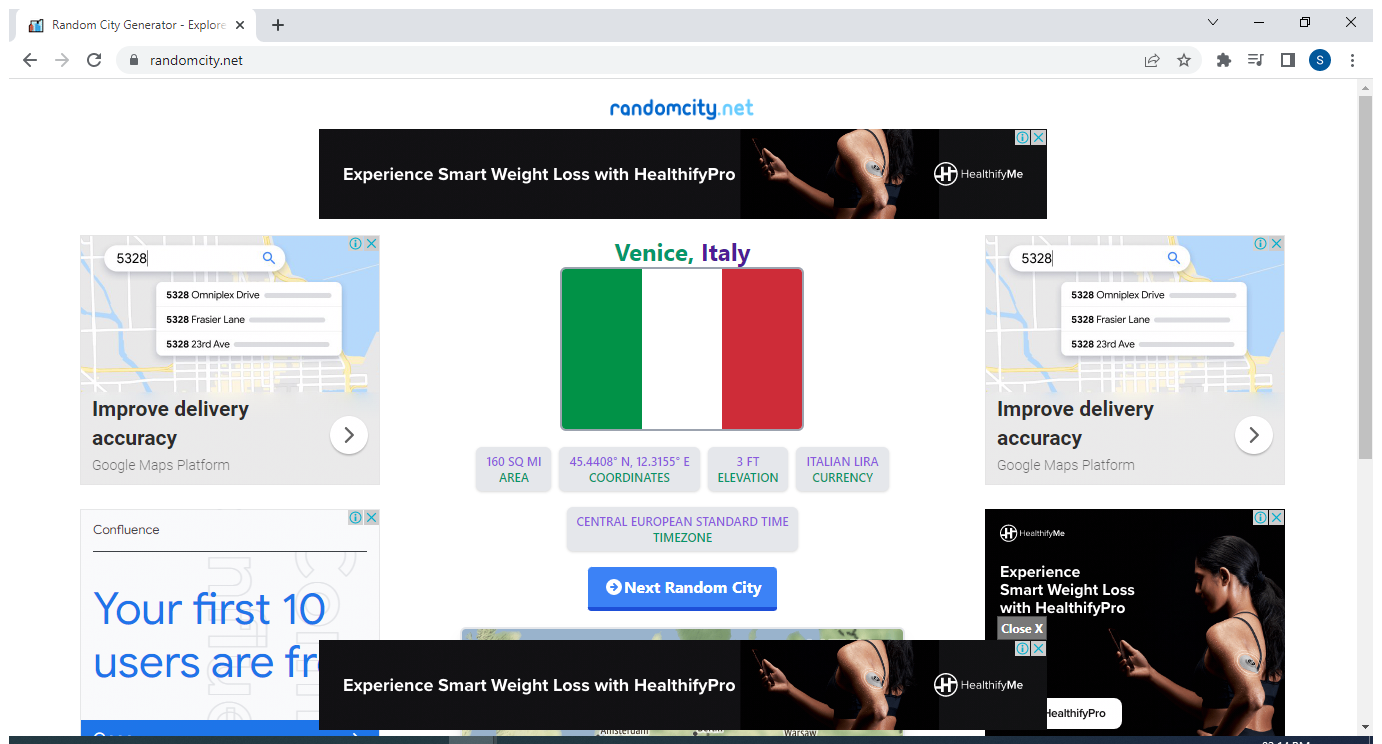 Random City Generator - Explore
randomcity.net
S
randomcity.net
Experience Smart Weight Loss with HealthifyPro
HealthifyMe
5328
5328 Omniplex Drive
5328 Frasier Lane
5328 23rd Ave
Improve delivery
accuracy
Google Maps Platform
Venice, Italy
5328
5328 Omniplex Drive
5328 Frasier Lane
5328 23rd Ave
Improve delivery
accuracy
Google Maps Platform
160 SQ MI
AREA
45.4408° N, 12.3155° E
COORDINATES
3 FT
ELEVATION
ITALIAN LIRA
CURRENCY
CENTRAL EUROPEAN STANDARD TIME
TIMEZONE
Next Random City
Confluence
Your first 10
users are fr
HealthifyMe
Experience
Smart Weight Loss
with HealthifyPro
Close X
Experience Smart Weight Loss with HealthifyPro
HealthifyMe
HealthifyPro
Amsterdam
Warsaw